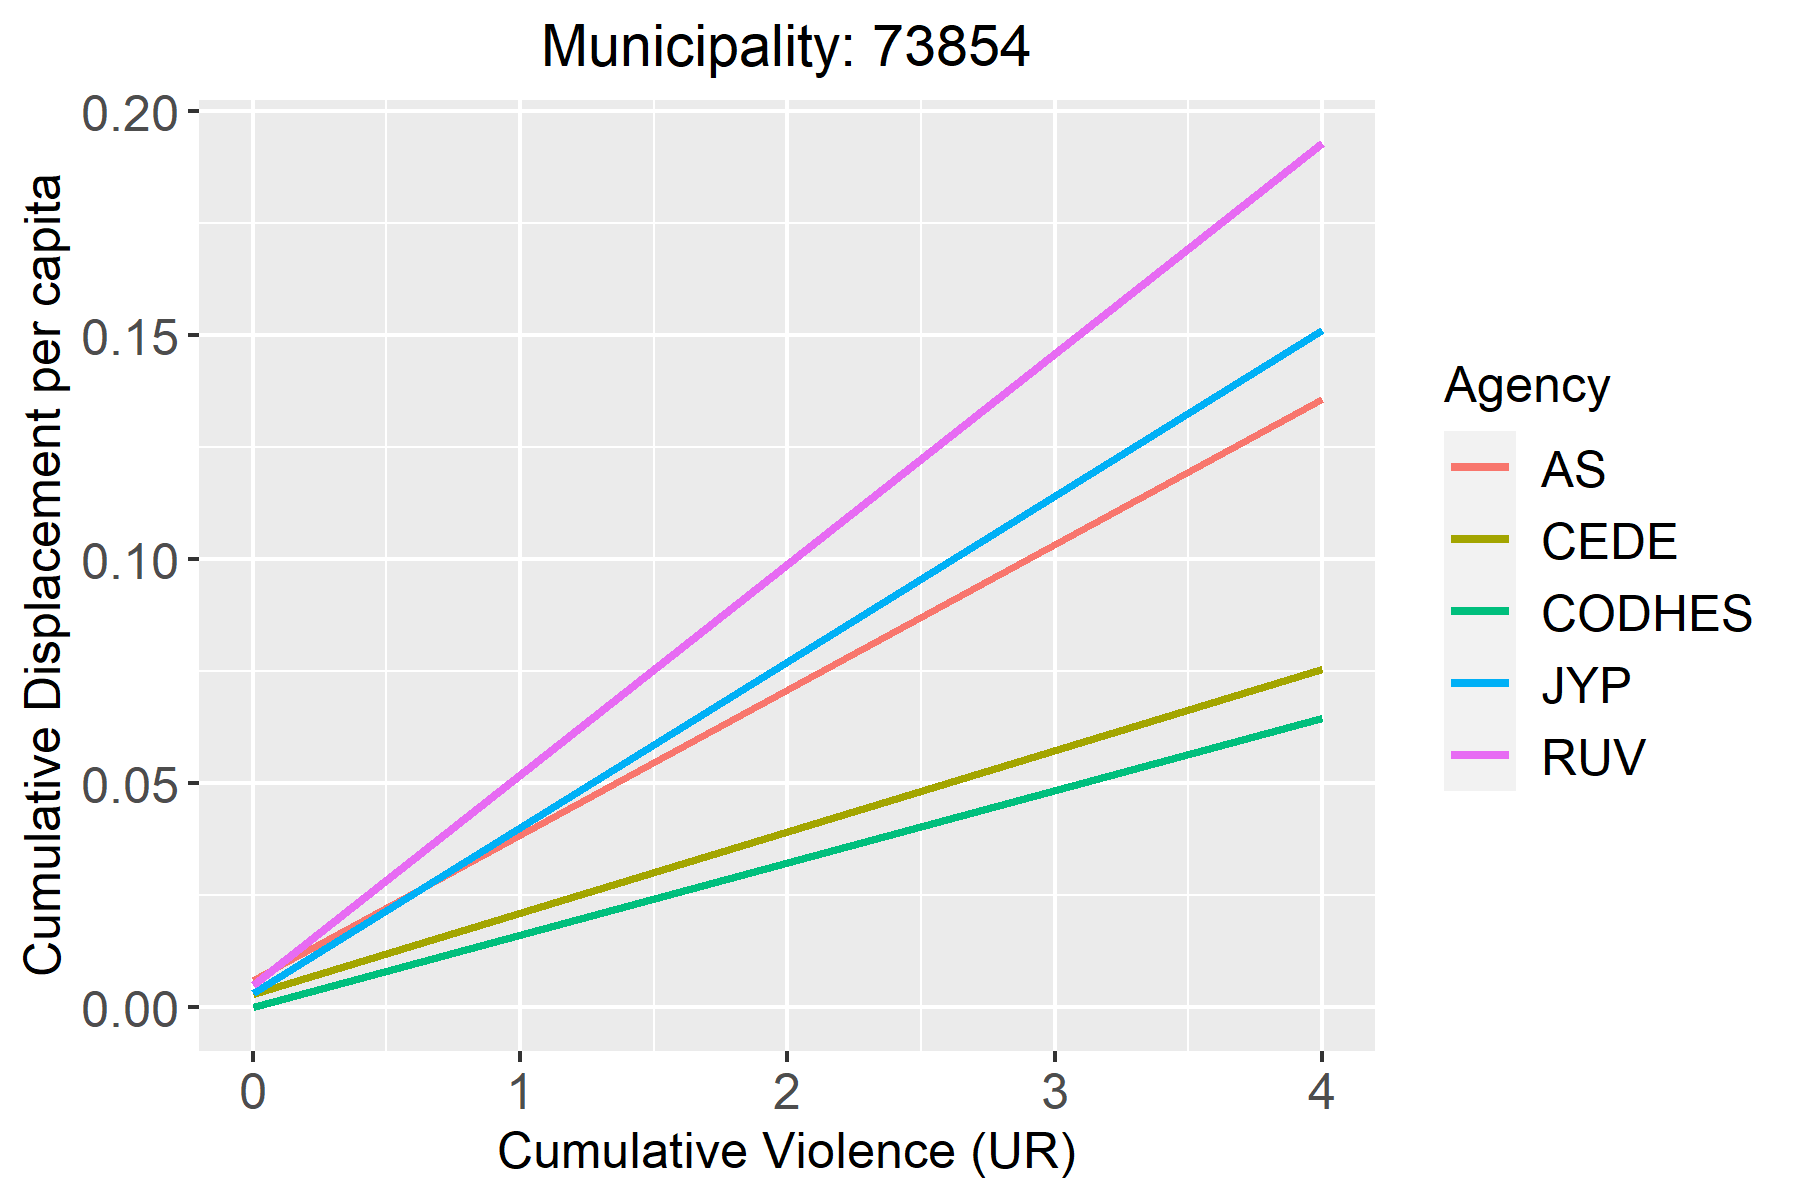 Municipality: 73854
Cumulative Displacement per capita
0.20
0.15
0.10
0.05
0.00
0 1 2 3 4
Cumulative Violence (UR)
Agency
AS
CEDE
CODHES
JYP
RUV